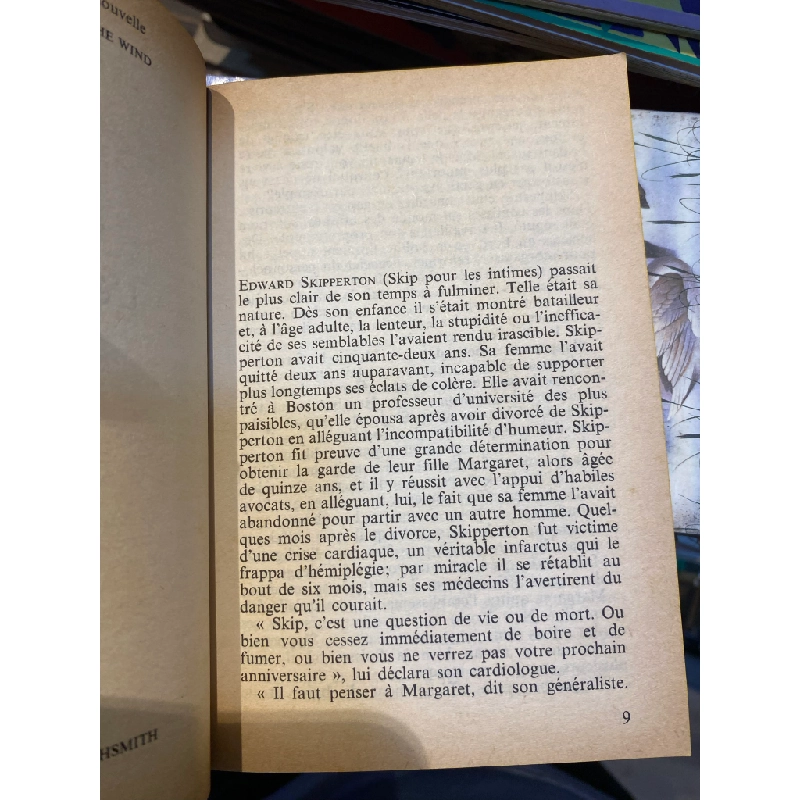 ouvelle
HE WIND
HSMITH
EDWARD SKIPPERTON (Skip pour les intimes) passait
le plus clair de son temps à fulminer. Telle était sa
nature. Dès son enfance il s'était montré batailleur
et, à l'âge adulte, la lenteur, la stupidité ou l'ineffica-
cité de ses semblables l'avaient rendu irascible. Skip-
perton avait cinquante-deux ans. Sa femme l'avait
quitté deux ans auparavant, incapable de supporter
plus longtemps ses éclats de colère. Elle avait rencon-
tré à Boston un professeur d'université des plus
paisibles, qu'elle épousa après avoir divorcé de Skip-
perton en alléguant l'incompatibilité d'humeur. Skip-
perton fit preuve d'une grande détermination pour
obtenir la garde de leur fille Margaret, alors âgée
de quinze ans, et il y réussit avec l'appui d'habiles
avocats, en alléguant, lui, le fait que sa femme l'avait
abandonné pour partir avec un autre homme. Quel-
ques mois après le divorce, Skipperton fut victime
d'une crise cardiaque, un véritable infarctus qui le
frappa d'hémiplégie; par miracle il se rétablit au
bout de six mois, mais ses médecins l'avertirent du
danger qu'il courait.
« Skip, c'est une question de vie ou de mort. Ou
bien vous cessez immédiatement de boire et de
fumer, ou bien vous ne verrez pas votre prochain
anniversaire », lui déclara son cardiologue.
« Il faut penser à Margaret, dit son généraliste.
9